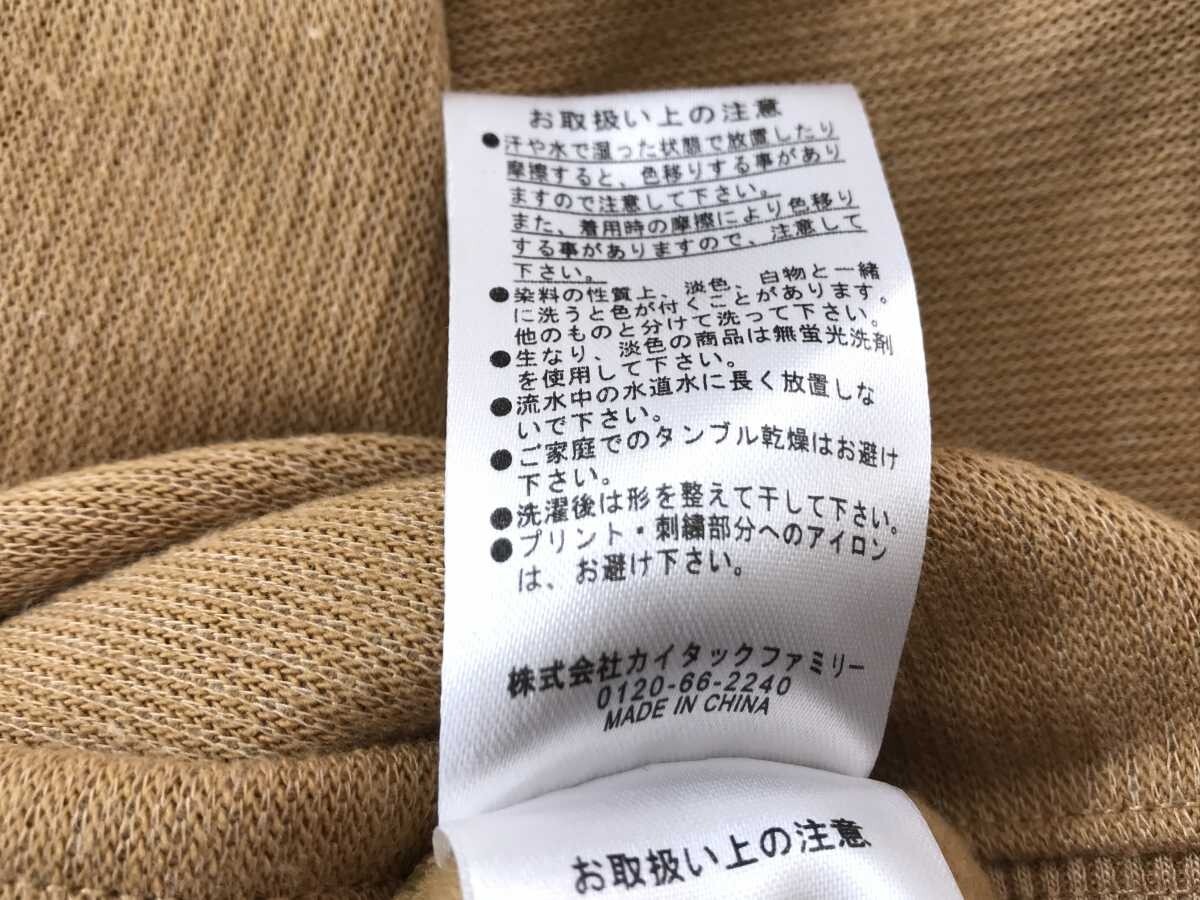 お取扱い上の注意
●汗や水で湿った状態で放置したり
摩擦すると、色移りする事があり
ますので注意して下さい。
また、着用時の摩擦により色移り
する事がありますので、注意して
下さい。
●染料の性質上、淡色、白物と一緒
に洗うと色が付くことがあります。
他のものと分けて洗って下さい。
●生なり、淡色の商品は無蛍光洗剤
を使用して下さい。
●流水中の水道水に長く放置しな
いで下さい。
●ご家庭でのタンブル乾燥はお避け
下さい。
●洗濯後は形を整えて干して下さい。
●プリント・刺繍部分へのアイロン
は、お避け下さい。
株式会社カイタックファミリー
0120-66-2240
MADE IN CHINA
お取扱い上の注意